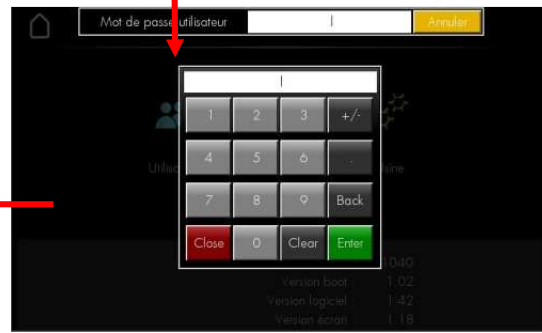 Mot de passe utilisateur Annuler
1 2 3 +/-
4 5 6 .
7 8 9 Back
Close 0 Clear Enter
1040
Version boot 1.02
Version logiciel 1.42
Version écran 1.18